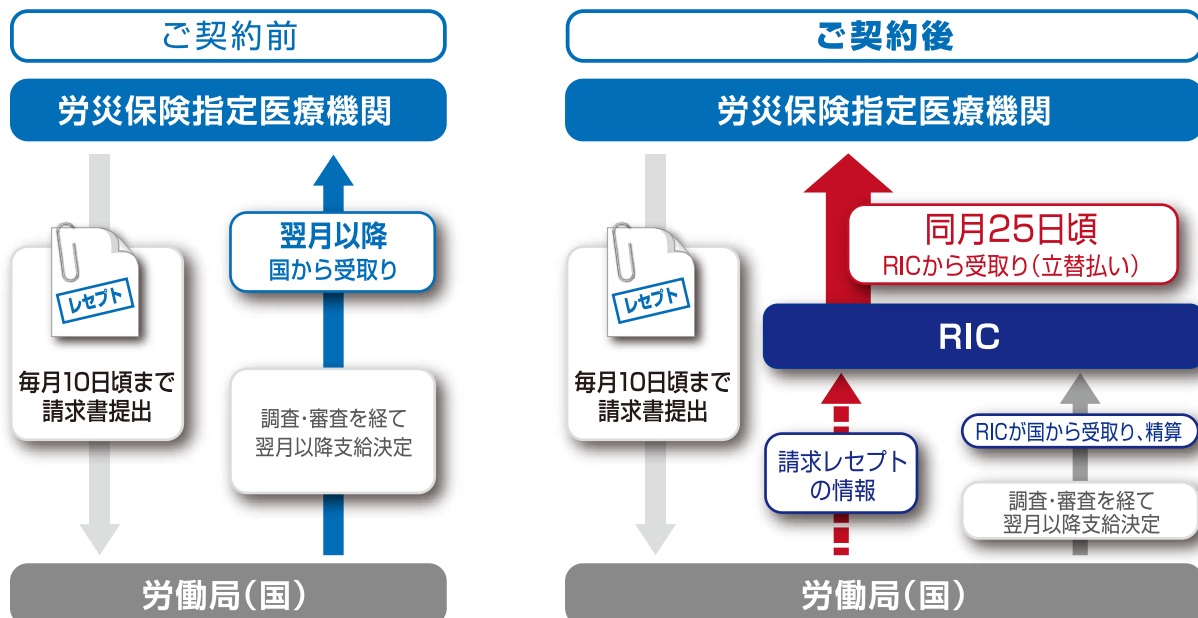 ご契約前
労災保険指定医療機関
レセプト
毎月10日頃まで
請求書提出
翌月以降
国から受取り
調査・審査を経て
翌月以降支給決定
労働局(国)
ご契約後
労災保険指定医療機関
レセプト
毎月10日頃まで
請求書提出
同月25日頃
RICから受取り(立替払い)
RIC
請求レセプト
の情報
RICが国から受取り、精算
調査・審査を経て
翌月以降支給決定
労働局(国)